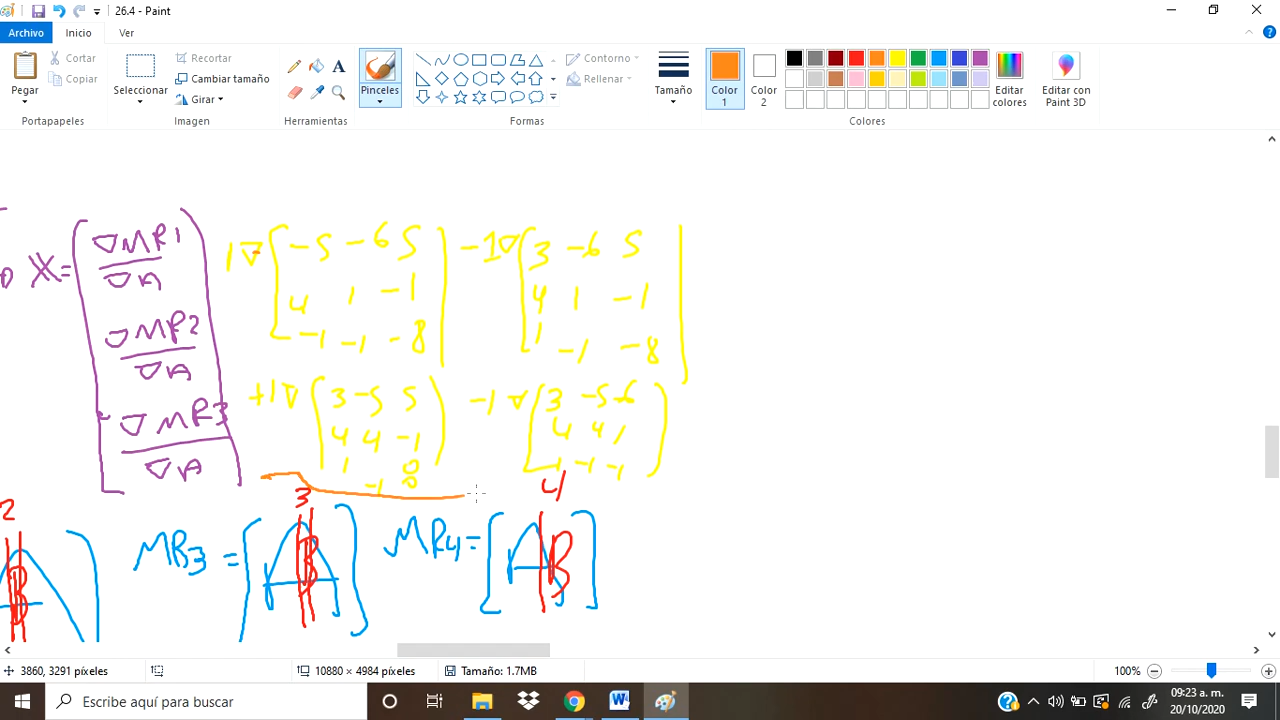 26.4 - Paint
Archivo Inicio Ver
Pegar
Cortar
Copiar
Portapapeles
Seleccionar
Recortar
Cambiar tamaño
Girar
Imagen
A
Herramientas
Pinceles
Contorno
Rellenar
Formas
Tamaño
Color 1
Color 2
Editar colores
Editar con Paint 3D
Colores
X =
∇MR1
∇A
∇MR2
∇A
∇MR3
∇A
1∇
-5 -6 5
4 1 -1
-1 -1 -8
-1∇
3 -6 5
4 1 -1
1 -1 -8
+1∇
3 -5 5
4 4 -1
1 -1
-1∇
3 -5 -6
4 4 1
-1 -1
2
3
4
B
MB3 = [A B]
MR4 = [A B]
3860, 3291 píxeles
10880 × 4984 píxeles
Tamaño: 1.7MB
100%
Escribe aquí para buscar
09:23 a. m.
20/10/2020